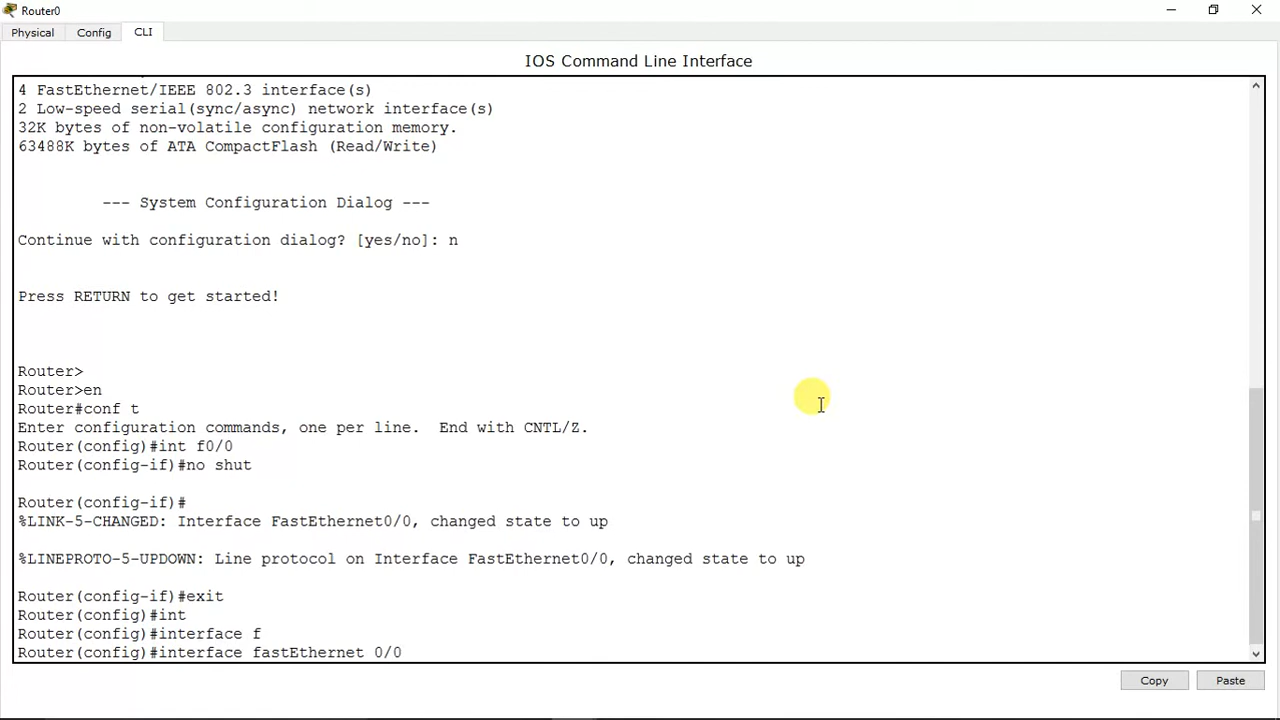 Router0
Physical Config CLI
IOS Command Line Interface
4 FastEthernet/IEEE 802.3 interface(s)
2 Low-speed serial(sync/async) network interface(s)
32K bytes of non-volatile configuration memory.
63488K bytes of ATA CompactFlash (Read/Write)
--- System Configuration Dialog ---
Continue with configuration dialog? [yes/no]: n
Press RETURN to get started!
Router>
Router>en
Router#conf t
Enter configuration commands, one per line.  End with CNTL/Z.
Router(config)#int f0/0
Router(config-if)#no shut
Router(config-if)#
%LINK-5-CHANGED: Interface FastEthernet0/0, changed state to up
%LINEPROTO-5-UPDOWN: Line protocol on Interface FastEthernet0/0, changed state to up
Router(config-if)#exit
Router(config)#int
Router(config)#interface f
Router(config)#interface fastEthernet 0/0
Copy Paste